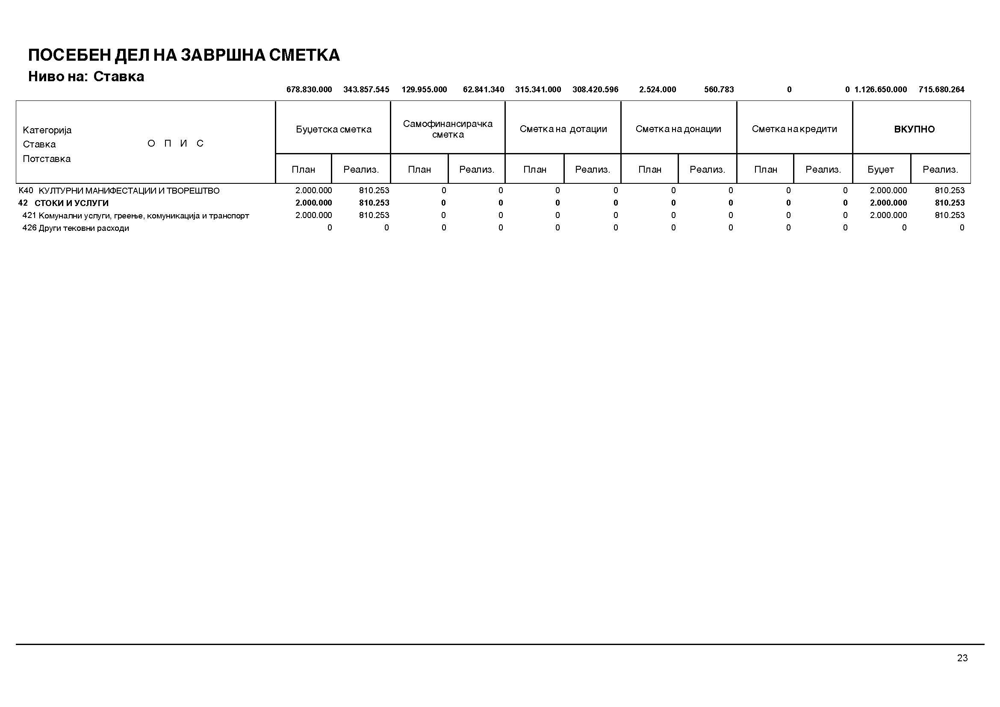 ПОСЕБЕН ДЕЛ НА ЗАВРШНА СМЕТКА
Ниво на: Ставка
678.830.000 343.857.545 129.955.000 62.841.340 315.341.000 308.420.596 2.524.000 560.783 0 0 1.126.650.000 715.680.264
Категорија
Ставка
Потставка
О П И С
Буџетска сметка
Самофинансирачка
сметка
Сметка на дотации
Сметка на донации
Сметка на кредити
ВКУПНО
План Реализ. План Реализ. План Реализ. План Реализ. План Реализ. Буџет Реализ.
К40 КУЛТУРНИ МАНИФЕСТАЦИИ И ТВОРЕШТВО 2.000.000 810.253 0 0 0 0 0 0 0 0 2.000.000 810.253
42 СТОКИ И УСЛУГИ 2.000.000 810.253 0 0 0 0 0 0 0 0 2.000.000 810.253
421 Комунални услуги, греење, комуникација и транспорт 2.000.000 810.253 0 0 0 0 0 0 0 0 2.000.000 810.253
426 Други тековни расходи 0 0 0 0 0 0 0 0 0 0 0 0
23